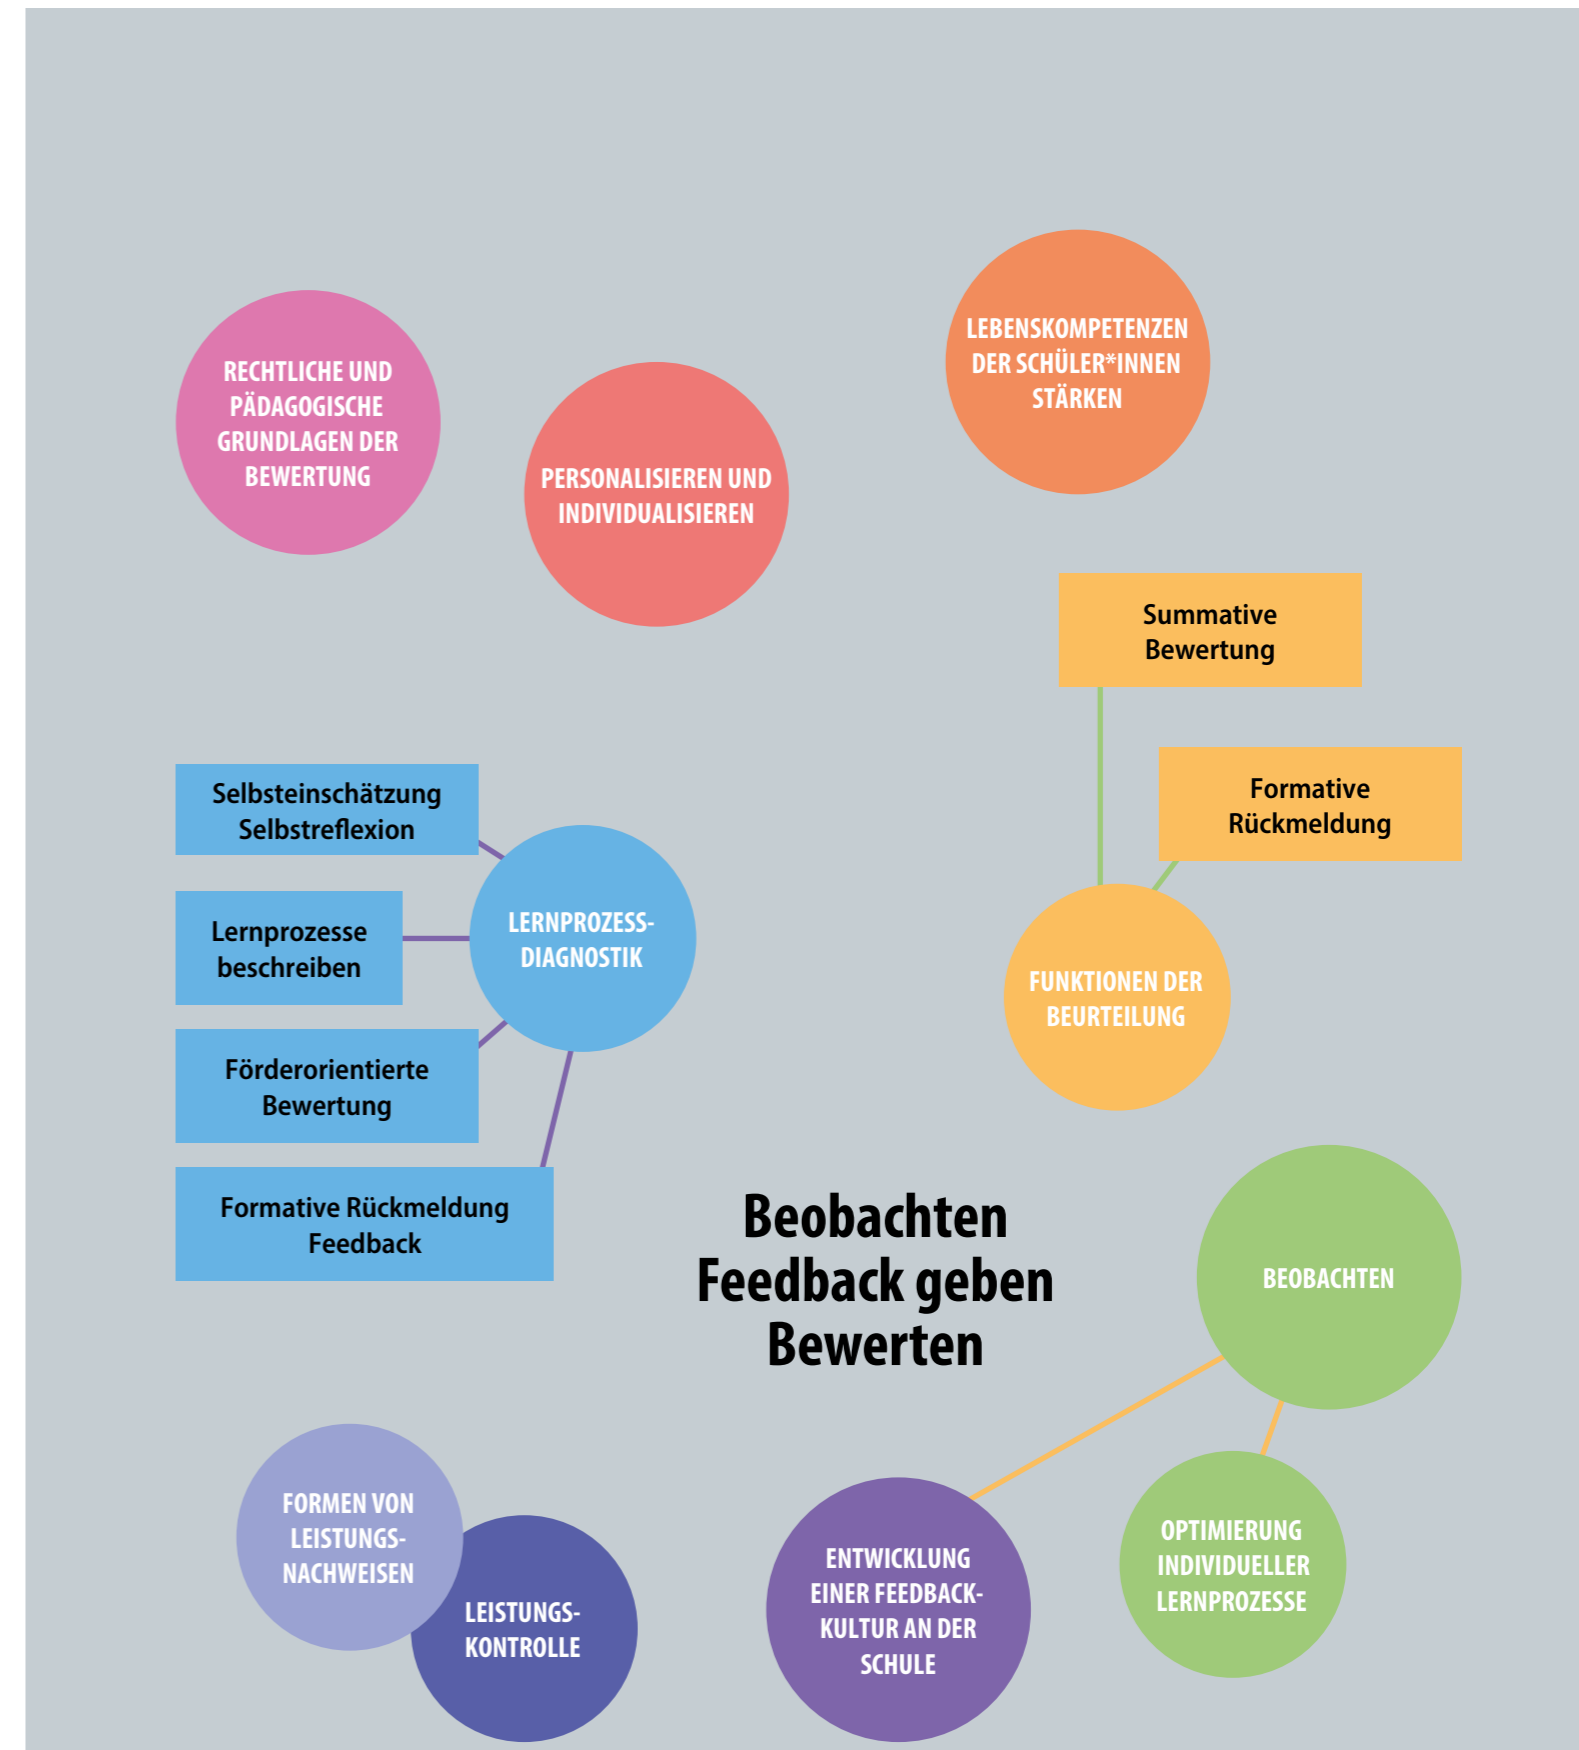 RECHTLICHE UND
PÄDAGOGISCHE
GRUNDLAGEN DER
BEWERTUNG
PERSONALISIEREN UND
INDIVIDUALISIEREN
LEBENSKOMPETENZEN
DER SCHÜLER*INNEN
STÄRKEN
Summative
Bewertung
Formative
Rückmeldung
FUNKTIONEN DER
BEURTEILUNG
Selbsteinschätzung
Selbstreflexion
Lernprozesse
beschreiben
Förderorientierte
Bewertung
Formative Rückmeldung
Feedback
LERNPROZESS-
DIAGNOSTIK
Beobachten
Feedback geben
Bewerten
BEOBACHTEN
FORMEN VON
LEISTUNGS-
NACHWEISEN
LEISTUNGS-
KONTROLLE
ENTWICKLUNG
EINER FEEDBACK-
KULTUR AN DER
SCHULE
OPTIMIERUNG
INDIVIDUELLER
LERNPROZESSE